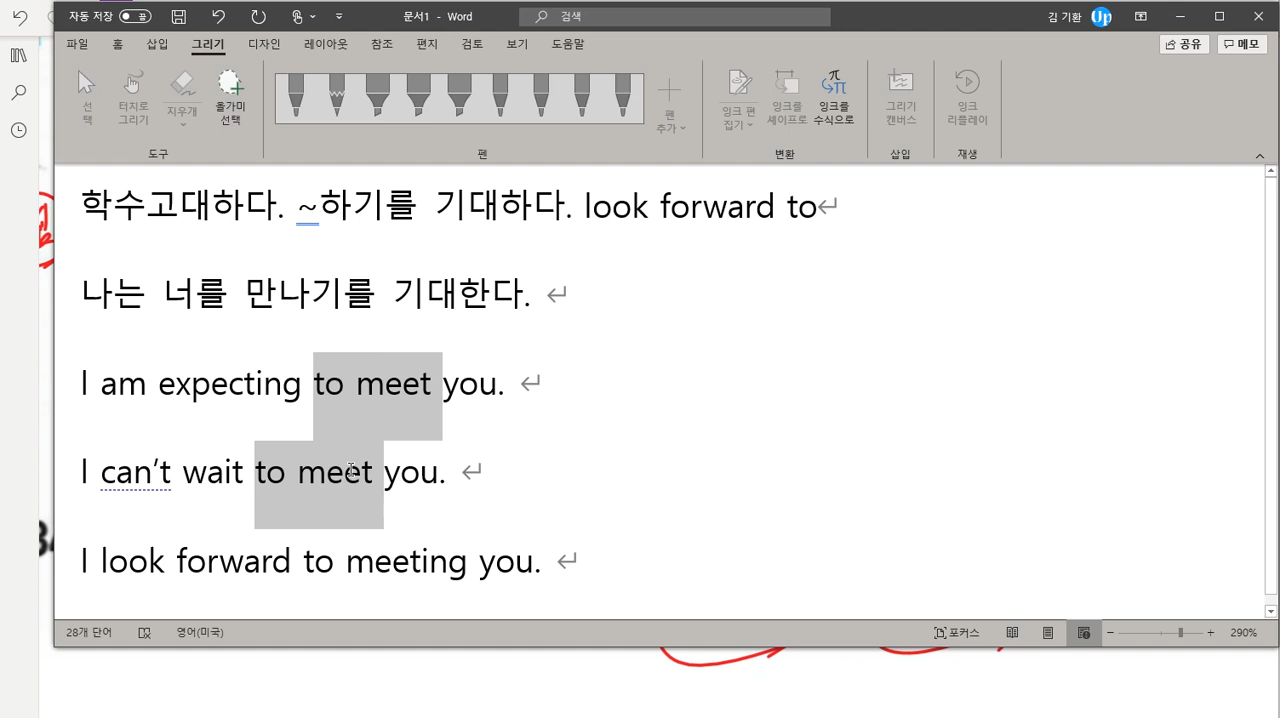 자동 저장 끔 문서1 - Word 검색 김 기환 Up
파일 홈 삽입 그리기 디자인 레이아웃 참조 편지 검토 보기 도움말 공유 메모
선택 터치로 그리기 지우개 올가미 선택 펜 추가 잉크 편집기 잉크를 셰이프로 잉크를 수식으로 그리기 캔버스 잉크 리플레이
도구 펜 변환 삽입 재생
학수고대하다. ~하기를 기대하다. look forward to
나는 너를 만나기를 기대한다.
I am expecting to meet you.
I can't wait to meet you.
I look forward to meeting you.
28개 단어 영어(미국) 포커스 290%